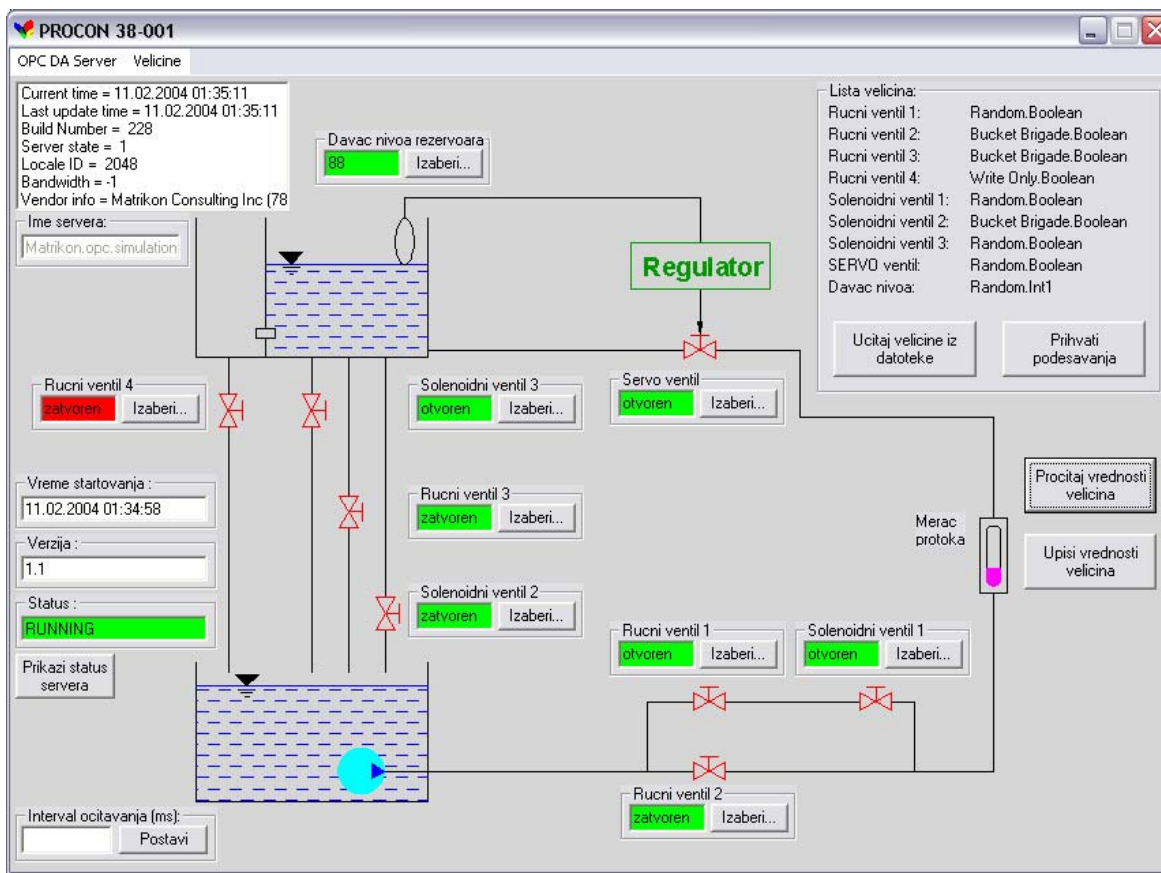 PROCON 38-001
OPC DA Server Velicine
Current time = 11.02.2004 01:35:11
Last update time = 11.02.2004 01:35:11
Build Number = 228
Server state = 1
Locale ID = 2048
Bandwidth = -1
Vendor info = Matrikon Consulting Inc (78
Ime servera:
Matrikon.opc.simulation
Davac nivoa rezervoara
88 Izaberi...
Regulator
Lista velicina:
Rucni ventil 1: Random.Boolean
Rucni ventil 2: Bucket Brigade.Boolean
Rucni ventil 3: Bucket Brigade.Boolean
Rucni ventil 4: Write Only.Boolean
Solenoidni ventil 1: Random.Boolean
Solenoidni ventil 2: Bucket Brigade.Boolean
Solenoidni ventil 3: Random.Boolean
SERVO ventil: Random.Boolean
Davac nivoa: Random.Int1
Ucitaj velicine iz
datoteke
Prihvati
podesavanja
Rucni ventil 4
zatvoren Izaberi...
Solenoidni ventil 3
otvoren Izaberi...
Servo ventil
otvoren Izaberi...
Vreme startovanja :
11.02.2004 01:34:58
Rucni ventil 3
zatvoren Izaberi...
Procitaj vrednosti
velicina
Merac
protoka
Verzija :
1.1
Upisi vrednosti
velicina
Status :
RUNNING
Solenoidni ventil 2
zatvoren Izaberi...
Rucni ventil 1
otvoren Izaberi...
Solenoidni ventil 1
otvoren Izaberi...
Prikazi status
servera
Rucni ventil 2
zatvoren Izaberi...
Interval ocitavanja (ms):
Postavi